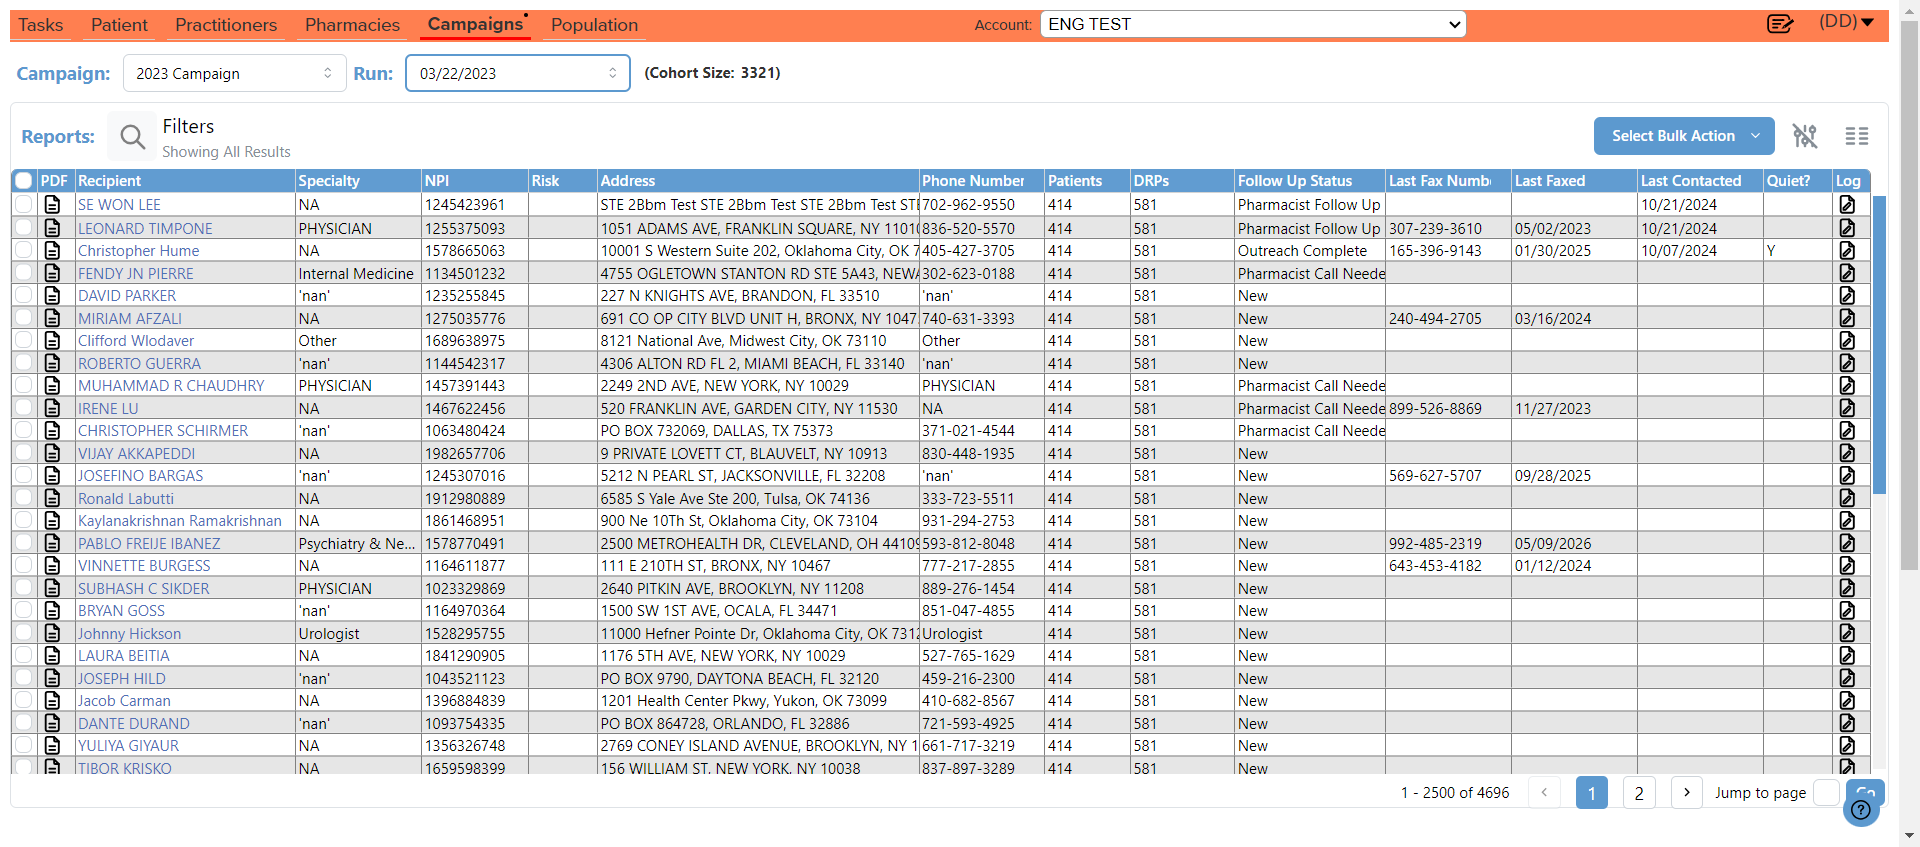 Tasks Patient Practitioners Pharmacies Campaigns Population Account: ENG TEST (DD)
Campaign: 2023 Campaign Run: 03/22/2023 (Cohort Size: 3321)
Reports: Filters
Showing All Results
Select Bulk Action
PDF Recipient Specialty NPI Risk Address Phone Number Patients DRPs Follow Up Status Last Fax Numb Last Faxed Last Contacted Quiet? Log
SE WON LEE NA 1245423961 STE 2Bbm Test STE 2Bbm Test STE 2Bbm Test STE 702-962-9550 414 581 Pharmacist Follow Up 10/21/2024
LEONARD TIMPONE PHYSICIAN 1255375093 1051 ADAMS AVE, FRANKLIN SQUARE, NY 11010 836-520-5570 414 581 Pharmacist Follow Up 307-239-3610 05/02/2023 10/21/2024
Christopher Hume NA 1578665063 10001 S Western Suite 202, Oklahoma City, OK 7 405-427-3705 414 581 Outreach Complete 165-396-9143 01/30/2025 10/07/2024 Y
FENDY JN PIERRE Internal Medicine 1134501232 4755 OGLETOWN STANTON RD STE 5A43, NEWA 302-623-0188 414 581 Pharmacist Call Neede
DAVID PARKER 'nan' 1235255845 227 N KNIGHTS AVE, BRANDON, FL 33510 'nan' 414 581 New
MIRIAM AFZALI NA 1275035776 691 CO OP CITY BLVD UNIT H, BRONX, NY 1047 740-631-3393 414 581 New 240-494-2705 03/16/2024
Clifford Wlodaver Other 1689638975 8121 National Ave, Midwest City, OK 73110 Other 414 581 New
ROBERTO GUERRA 'nan' 1144542317 4306 ALTON RD FL 2, MIAMI BEACH, FL 33140 'nan' 414 581 New
MUHAMMAD R CHAUDHRY PHYSICIAN 1457391443 2249 2ND AVE, NEW YORK, NY 10029 PHYSICIAN 414 581 Pharmacist Call Neede
IRENE LU NA 1467622456 520 FRANKLIN AVE, GARDEN CITY, NY 11530 NA 414 581 Pharmacist Call Neede 899-526-8869 11/27/2023
CHRISTOPHER SCHIRMER 'nan' 1063480424 PO BOX 732069, DALLAS, TX 75373 371-021-4544 414 581 Pharmacist Call Neede
VIJAY AKKAPEDDI NA 1982657706 9 PRIVATE LOVETT CT, BLAUVELT, NY 10913 830-448-1935 414 581 New
JOSEFINO BARGAS 'nan' 1245307016 5212 N PEARL ST, JACKSONVILLE, FL 32208 'nan' 414 581 New 569-627-5707 09/28/2025
Ronald Labutti NA 1912980889 6585 S Yale Ave Ste 200, Tulsa, OK 74136 333-723-5511 414 581 New
Kaylanakrishnan Ramakrishnan NA 1861468951 900 Ne 10Th St, Oklahoma City, OK 73104 931-294-2753 414 581 New
PABLO FREIJE IBANEZ Psychiatry & Ne... 1578770491 2500 METROHEALTH DR, CLEVELAND, OH 44109 593-812-8048 414 581 New 992-485-2319 05/09/2026
VINNETTE BURGESS NA 1164611877 111 E 210TH ST, BRONX, NY 10467 777-217-2855 414 581 New 643-453-4182 01/12/2024
SUBHASH C SIKDER PHYSICIAN 1023329869 2640 PITKIN AVE, BROOKLYN, NY 11208 889-276-1454 414 581 New
BRYAN GOSS 'nan' 1164970364 1500 SW 1ST AVE, OCALA, FL 34471 851-047-4855 414 581 New
Johnny Hickson Urologist 1528295755 11000 Hefner Pointe Dr, Oklahoma City, OK 7312 Urologist 414 581 New
LAURA BEITIA NA 1841290905 1176 5TH AVE, NEW YORK, NY 10029 527-765-1629 414 581 New
JOSEPH HILD 'nan' 1043521123 PO BOX 9790, DAYTONA BEACH, FL 32120 459-216-2300 414 581 New
Jacob Carman NA 1396884839 1201 Health Center Pkwy, Yukon, OK 73099 410-682-8567 414 581 New
DANTE DURAND 'nan' 1093754335 PO BOX 864728, ORLANDO, FL 32886 721-593-4925 414 581 New
YULIYA GIYAUR NA 1356326748 2769 CONEY ISLAND AVENUE, BROOKLYN, NY 1 661-717-3219 414 581 New
TIBOR KRISKO NA 1659598399 156 WILLIAM ST, NEW YORK, NY 10038 837-897-3289 414 581 New
1 - 2500 of 4696 1 2 Jump to page